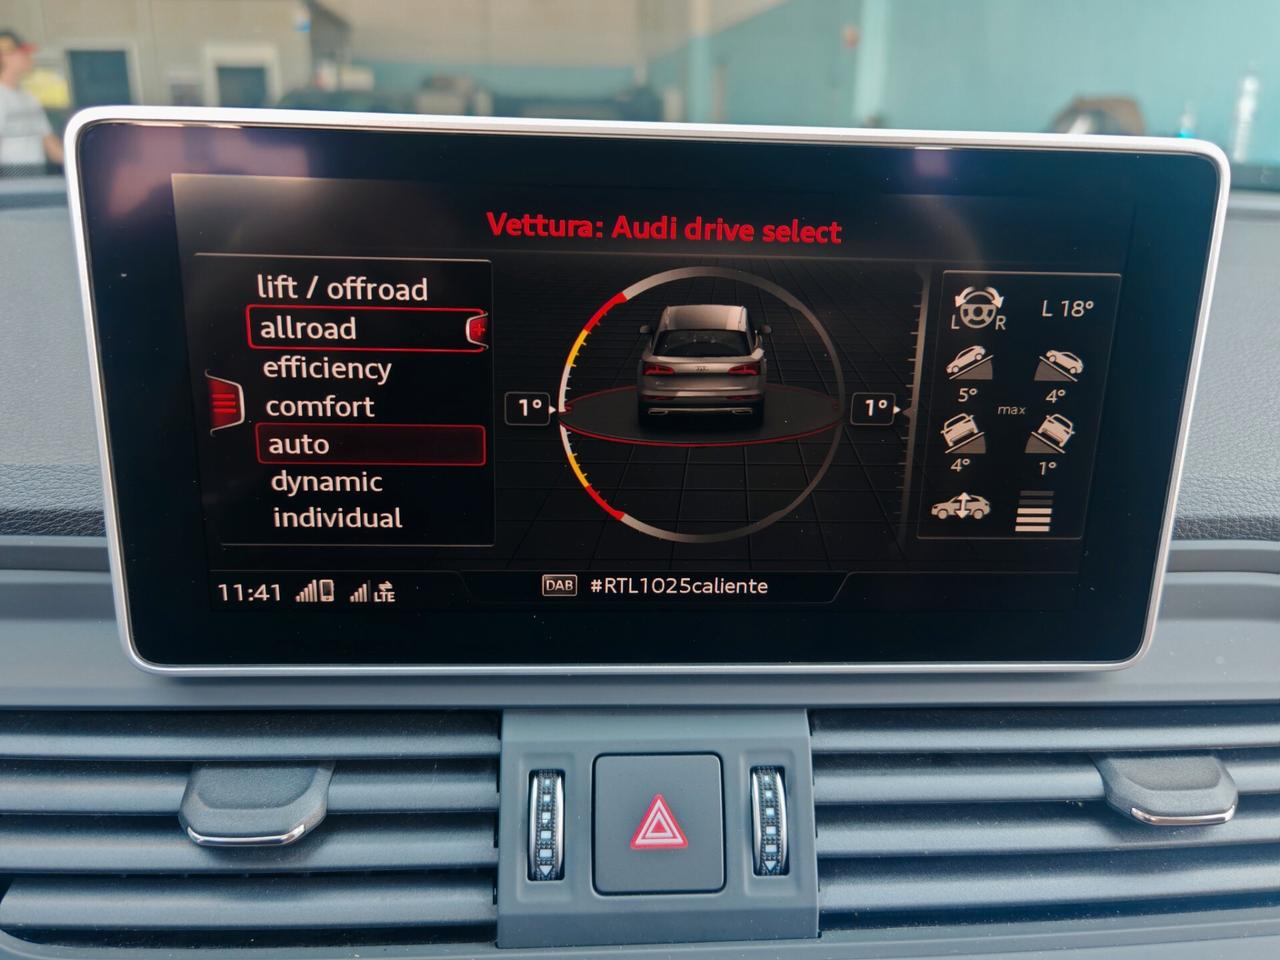 Vettura: Audi drive select
lift / offroad
allroad
efficiency
comfort
auto
dynamic
individual
1°
1°
L R L 18°
5° max 4°
4° 1°
11:41 LTE DAB #RTL1025caliente